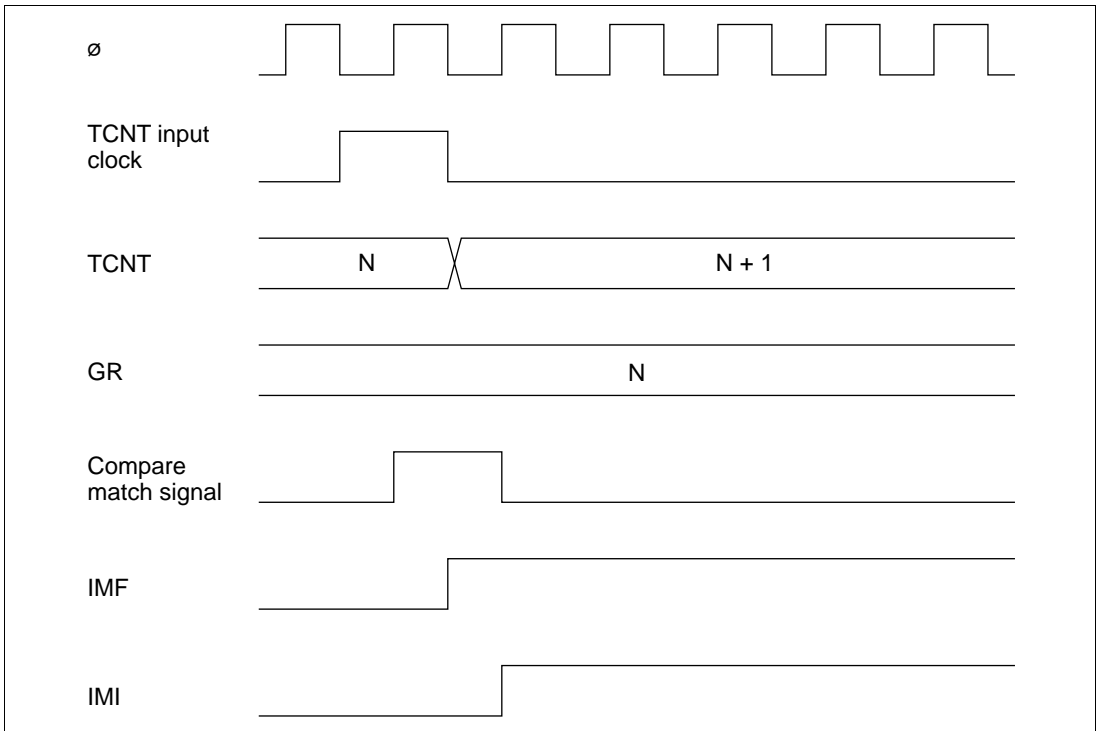 ø
TCNT input
clock
TCNT
N
N + 1
GR
N
Compare
match signal
IMF
IMI